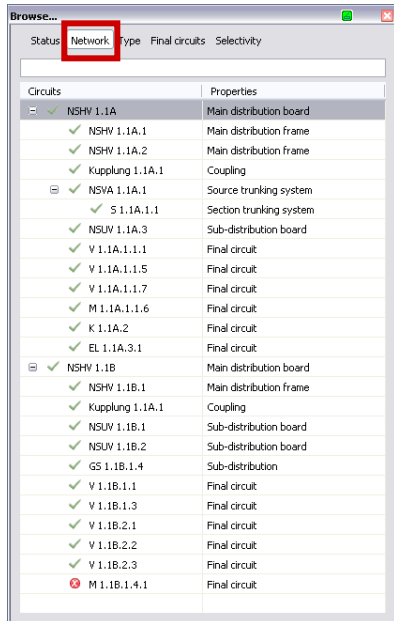 Browse...
Status Network Type Final circuits Selectivity
Circuits Properties
NSHV 1.1A Main distribution board
NSHV 1.1A.1 Main distribution frame
NSHV 1.1A.2 Main distribution frame
Kupplung 1.1A.1 Coupling
NSVA 1.1A.1 Source trunking system
S 1.1A.1.1 Section trunking system
NSUV 1.1A.3 Sub-distribution board
V 1.1A.1.1.1 Final circuit
V 1.1A.1.1.5 Final circuit
V 1.1A.1.1.7 Final circuit
M 1.1A.1.1.6 Final circuit
K 1.1A.2 Final circuit
EL 1.1A.3.1 Final circuit
NSHV 1.1B Main distribution board
NSHV 1.1B.1 Main distribution frame
Kupplung 1.1A.1 Coupling
NSUV 1.1B.1 Sub-distribution board
NSUV 1.1B.2 Sub-distribution board
GS 1.1B.1.4 Sub-distribution
V 1.1B.1.1 Final circuit
V 1.1B.1.3 Final circuit
V 1.1B.2.1 Final circuit
V 1.1B.2.2 Final circuit
V 1.1B.2.3 Final circuit
M 1.1B.1.4.1 Final circuit